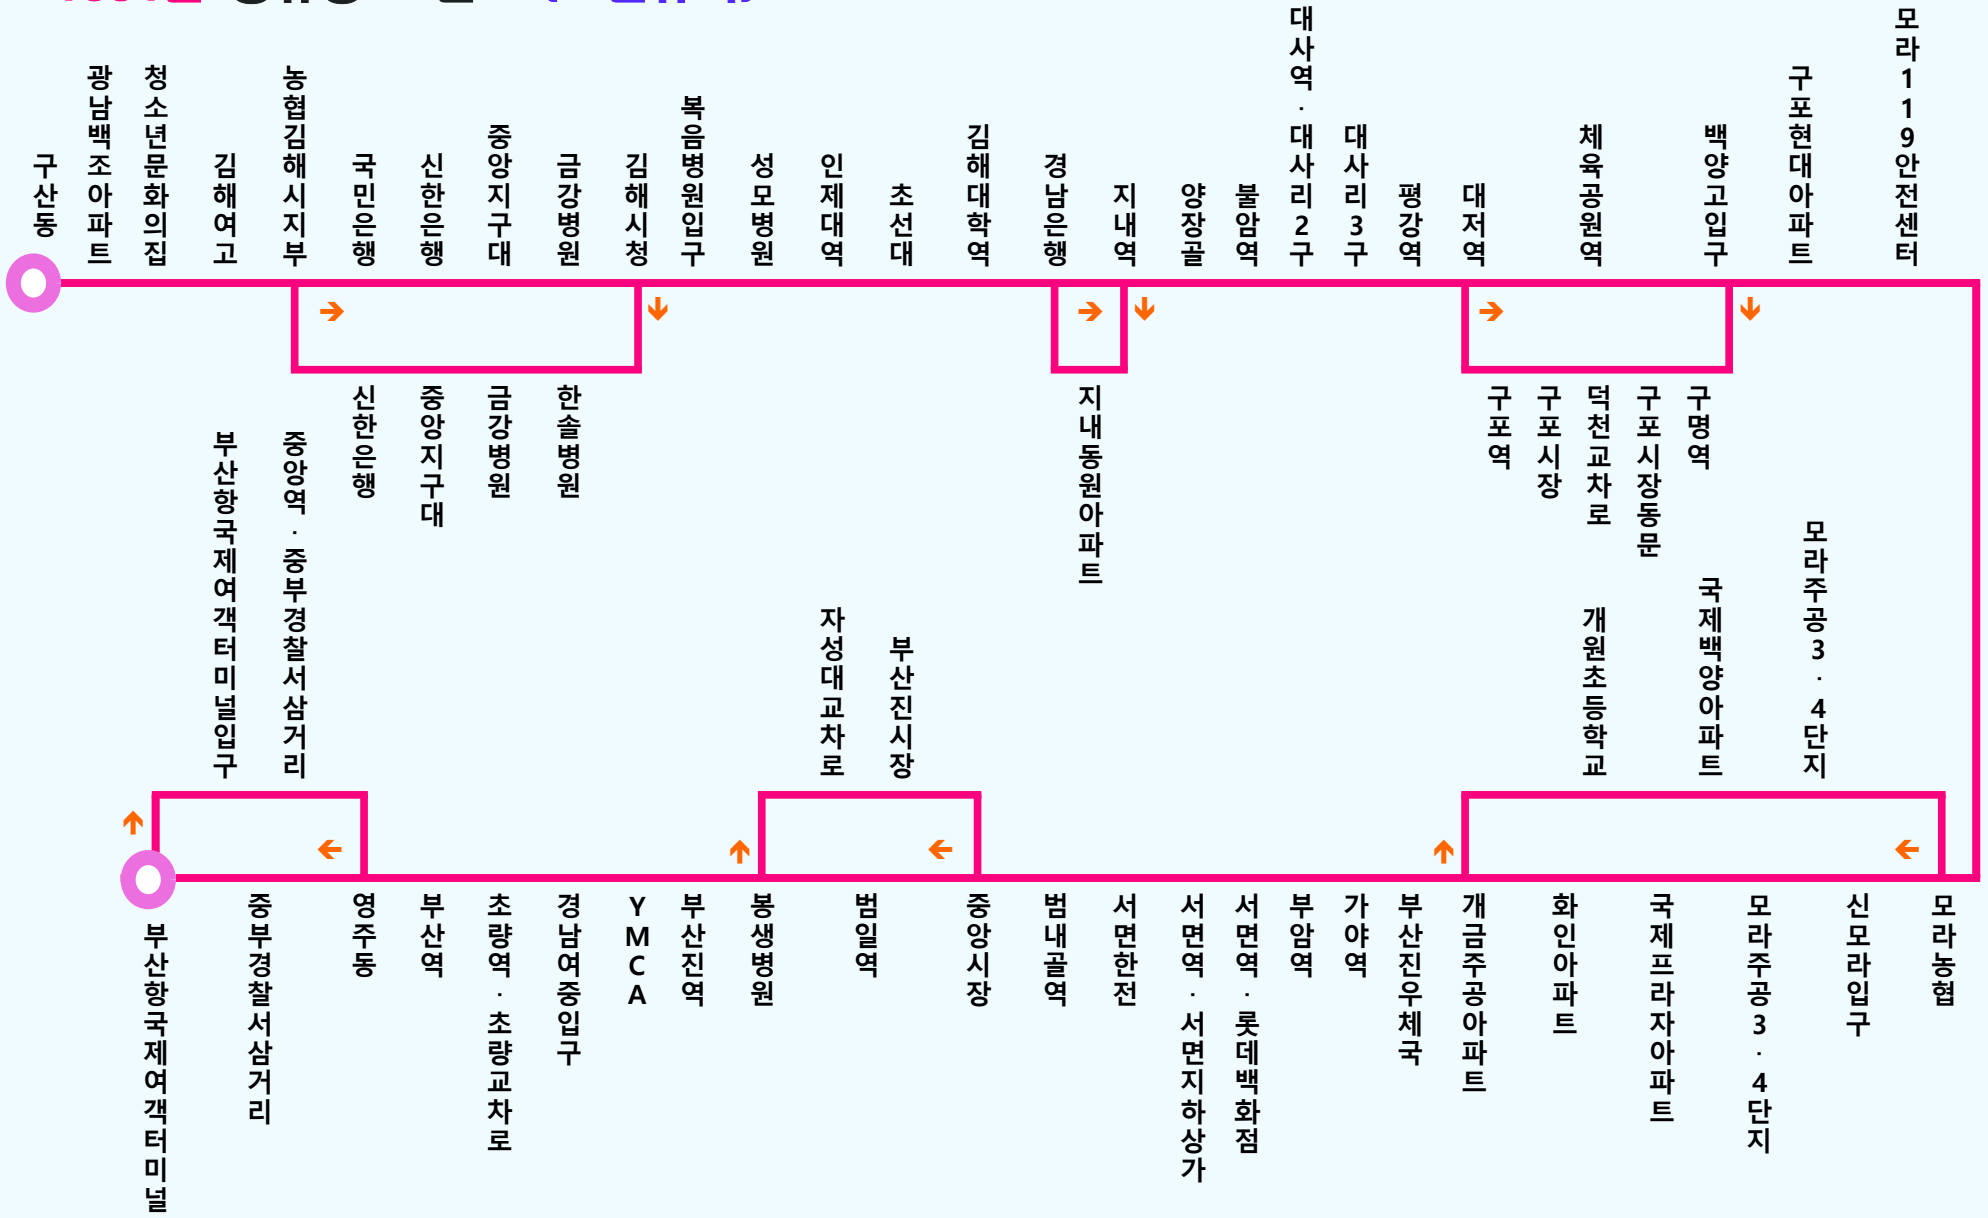 구산동
광남백조아파트
청소년문화의집
김해여고
농협김해시지부
국민은행
신한은행
중앙지구대
금강병원
김해시청
복음병원입구
성모병원
인제대역
초선대
김해대학역
경남은행
지내역
양장골
불암역
대사역·대사리2구
대사리3구
평강역
대저역
체육공원역
백양고입구
구포현대아파트
모라119안전센터
신한은행
중앙지구대
금강병원
한솔병원
지내동원아파트
구포역
구포시장
덕천교차로
구포시장동문
구명역
부산항국제여객터미널입구
중앙역·중부경찰서삼거리
자성대교차로
부산진시장
개원초등학교
국제백양아파트
모라주공3·4단지
부산항국제여객터미널
중부경찰서삼거리
영주동
부산역
초량역·초량교차로
경남여중입구
YMCA
부산진역
봉생병원
범일역
중앙시장
범내골역
서면한전
서면역·서면지하상가
서면역·롯데백화점
부암역
가야역
부산진우체국
개금주공아파트
화인아파트
국제프라자아파트
모라주공3·4단지
신모라입구
모라농협